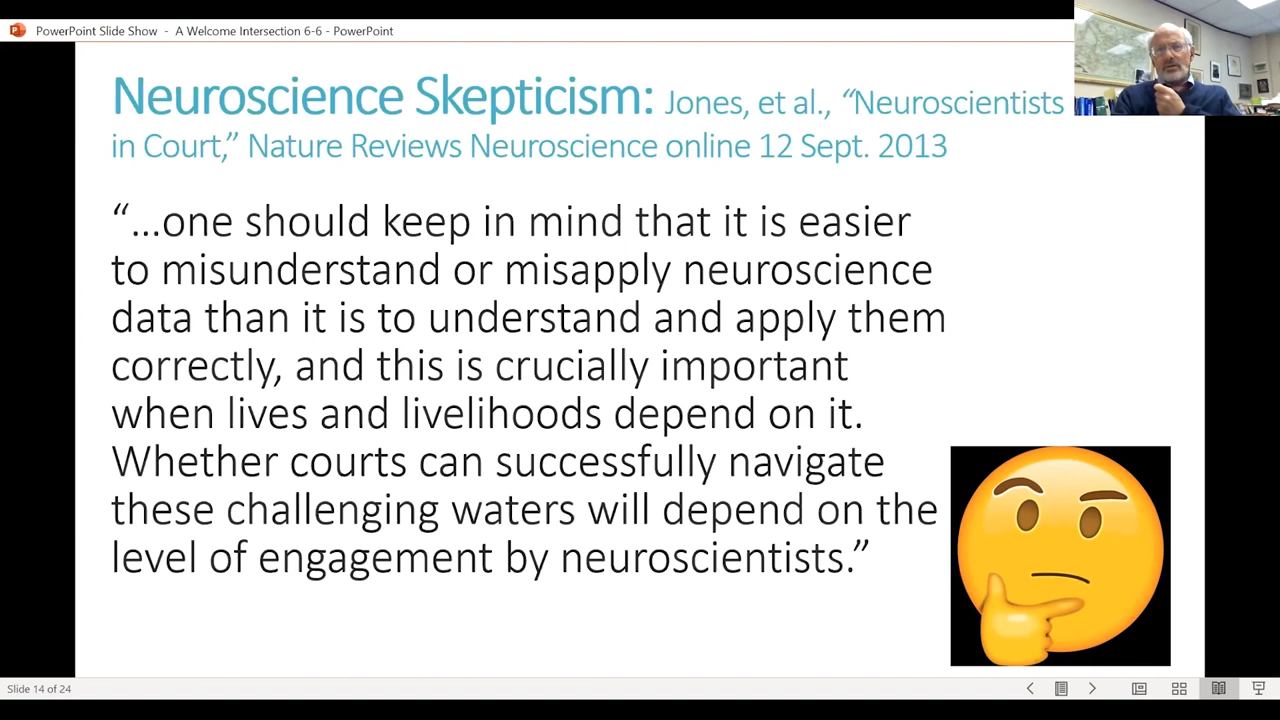 PowerPoint Slide Show - A Welcome Intersection 6-6 - PowerPoint
Neuroscience Skepticism: Jones, et al., “Neuroscientists
in Court,” Nature Reviews Neuroscience online 12 Sept. 2013
“...one should keep in mind that it is easier
to misunderstand or misapply neuroscience
data than it is to understand and apply them
correctly, and this is crucially important
when lives and livelihoods depend on it.
Whether courts can successfully navigate
these challenging waters will depend on the
level of engagement by neuroscientists.”
Slide 14 of 24